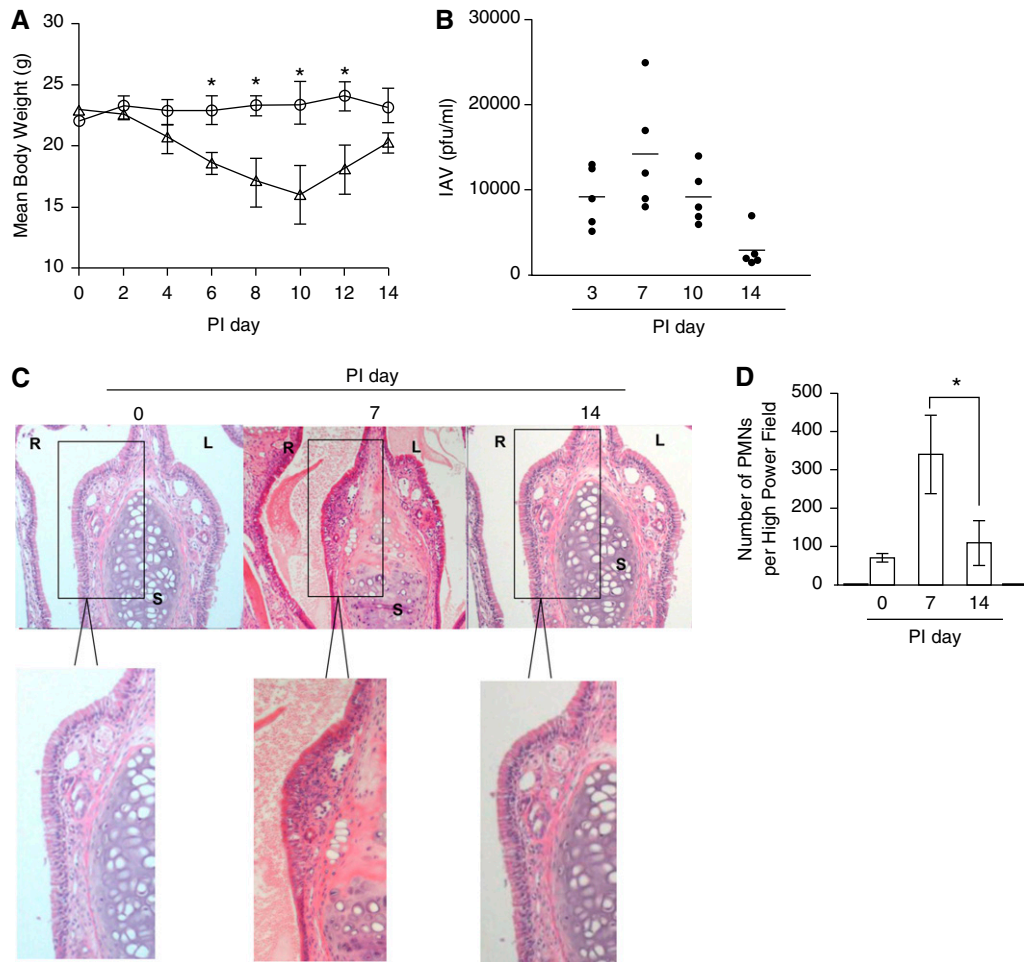 A
Mean Body Weight (g)
30
25
20
15
10
* * * *
0 2 4 6 8 10 12 14
PI day
B
IAV (pfu/ml)
30000
20000
10000
0
3 7 10 14
PI day
C
PI day
0 7 14
R L R L R L
S S S
D
Number of PMNs
per High Power Field
500
400
300
200
100
0
*
0 7 14
PI day